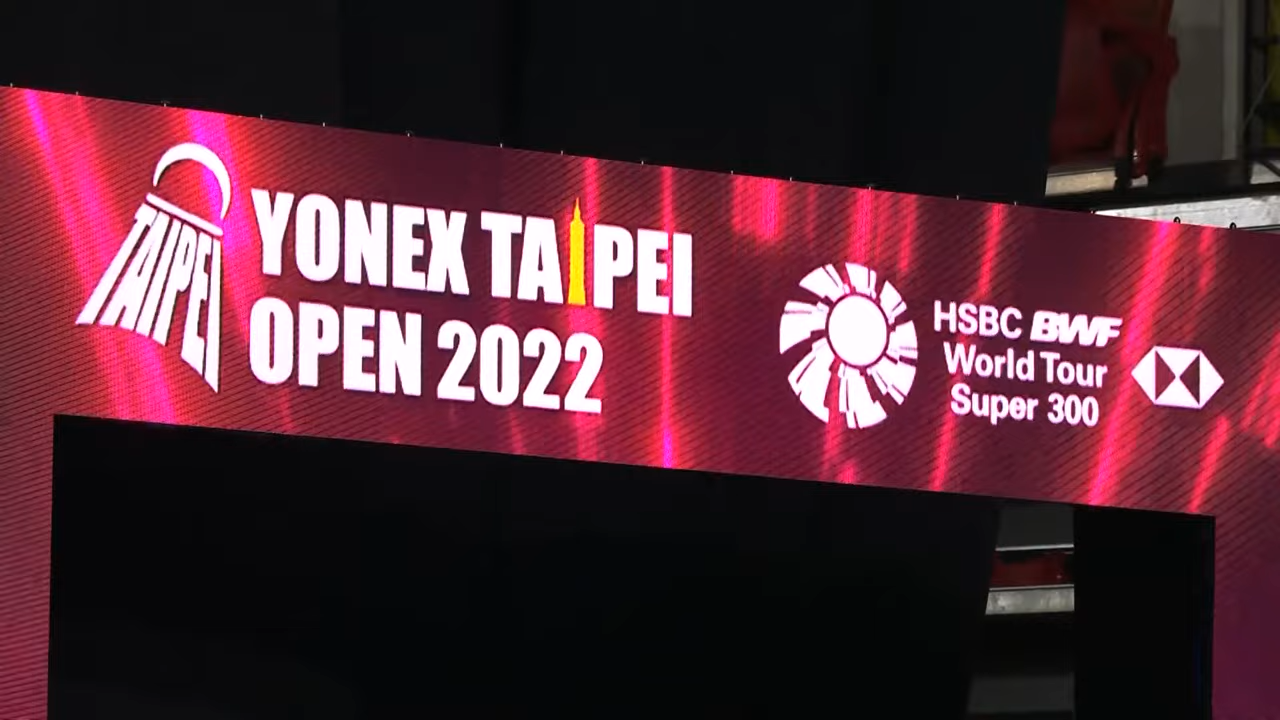 TAIPEI
YONEX TAIPEI
OPEN 2022
HSBC BWF
World Tour
Super 300